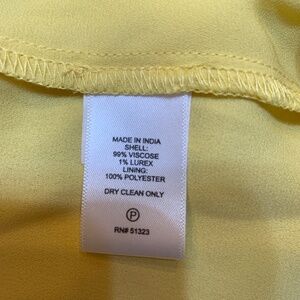 MADE IN INDIA
SHELL:
99% VISCOSE
1% LUREX
LINING:
100% POLYESTER
DRY CLEAN ONLY
P
RN# 51323